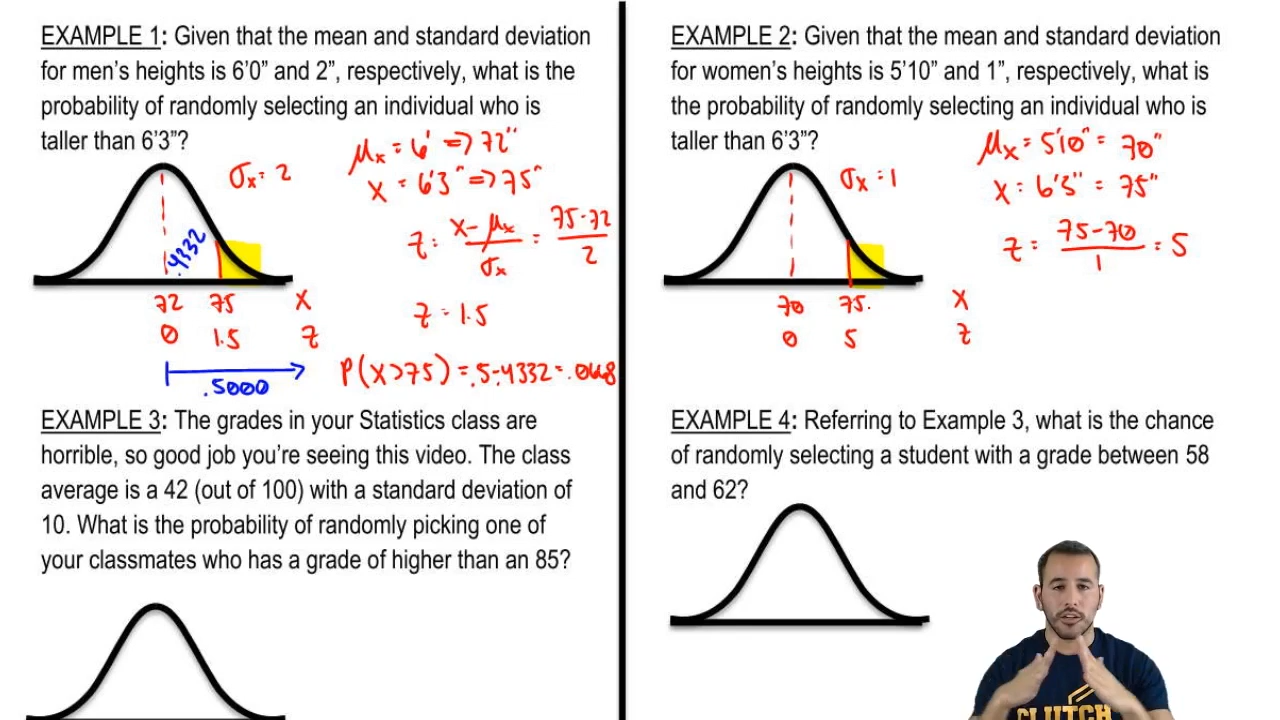 EXAMPLE 1: Given that the mean and standard deviation
for men's heights is 6'0" and 2", respectively, what is the
probability of randomly selecting an individual who is
taller than 6'3"?
σx = 2
μx = 6' => 72"
x = 6'3" => 75"
z = x - μx / σx = 75-72 / 2
z = 1.5
.4332
72 75 x
0 1.5 z
.5000
P(x>75) = .5-.4332 = .0668
EXAMPLE 2: Given that the mean and standard deviation
for women's heights is 5'10" and 1", respectively, what is
the probability of randomly selecting an individual who is
taller than 6'3"?
σx = 1
μx = 5'10" = 70"
x = 6'3" = 75"
z = 75-70 / 1 = 5
70 75. x
0 5 z
EXAMPLE 3: The grades in your Statistics class are
horrible, so good job you're seeing this video. The class
average is a 42 (out of 100) with a standard deviation of
10. What is the probability of randomly picking one of
your classmates who has a grade of higher than an 85?
EXAMPLE 4: Referring to Example 3, what is the chance
of randomly selecting a student with a grade between 58
and 62?
CLUTCH